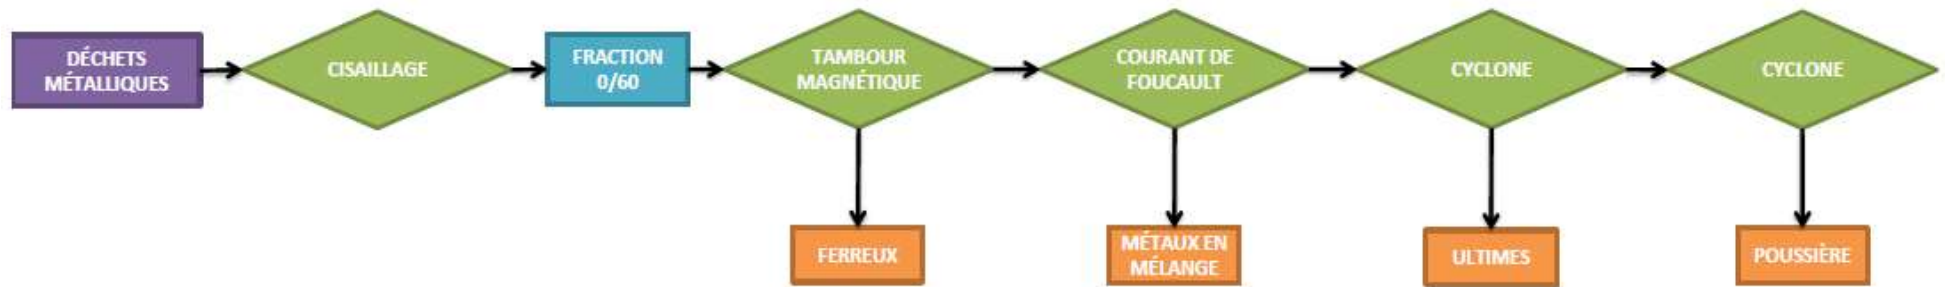 DÉCHETS
MÉTALLIQUES
CISAILLAGE
FRACTION
0/60
TAMBOUR
MAGNÉTIQUE
COURANT DE
FOUCAULT
CYCLONE
CYCLONE
FERREUX
MÉTAUX EN
MÉLANGE
ULTIMES
POUSSIÈRE